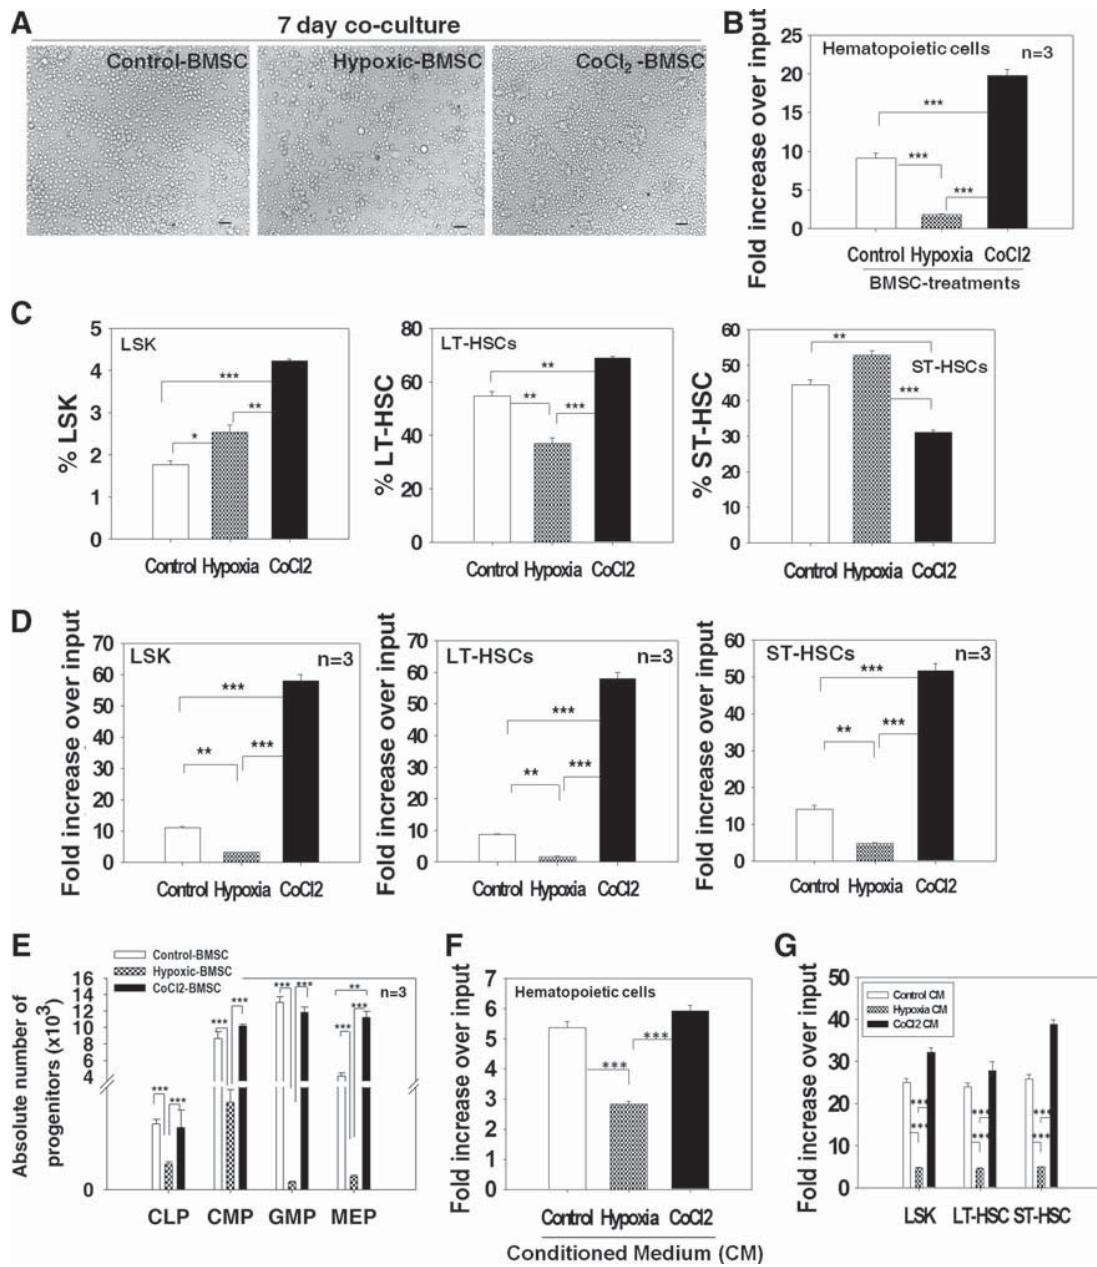 A
7 day co-culture
Control-BMSC
Hypoxic-BMSC
CoCl2 -BMSC
B
Fold increase over input
25
20
15
10
5
0
Hematopoietic cells
n=3
***
***
***
Control Hypoxia CoCl2
BMSC-treatments
C
% LSK
5
4
3
2
1
0
LSK
***
**
*
Control Hypoxia CoCl2
% LT-HSC
80
60
40
20
0
LT-HSCs
**
**
***
Control Hypoxia CoCl2
% ST-HSC
60
50
40
30
20
10
0
**
ST-HSCs
***
Control Hypoxia CoCl2
D
Fold increase over input
70
60
50
40
30
20
10
0
LSK
n=3
***
**
***
Control Hypoxia CoCl2
Fold increase over input
70
60
50
40
30
20
10
0
LT-HSCs
n=3
***
**
***
Control Hypoxia CoCl2
Fold increase over input
60
50
40
30
20
10
0
ST-HSCs
n=3
***
**
***
Control Hypoxia CoCl2
E
Control-BMSC
Hypoxic-BMSC
CoCl2-BMSC
Absolute number of
progenitors (x103)
16
14
12
10
8
6
4
0
n=3
***
***
***
***
***
***
**
***
***
CLP CMP GMP MEP
F
Fold increase over input
7
6
5
4
3
2
1
0
Hematopoietic cells
***
***
Control Hypoxia CoCl2
Conditioned Medium (CM)
G
Fold increase over input
50
40
30
20
10
0
Control CM
Hypoxia CM
CoCl2 CM
***
***
***
***
***
***
LSK LT-HSC ST-HSC